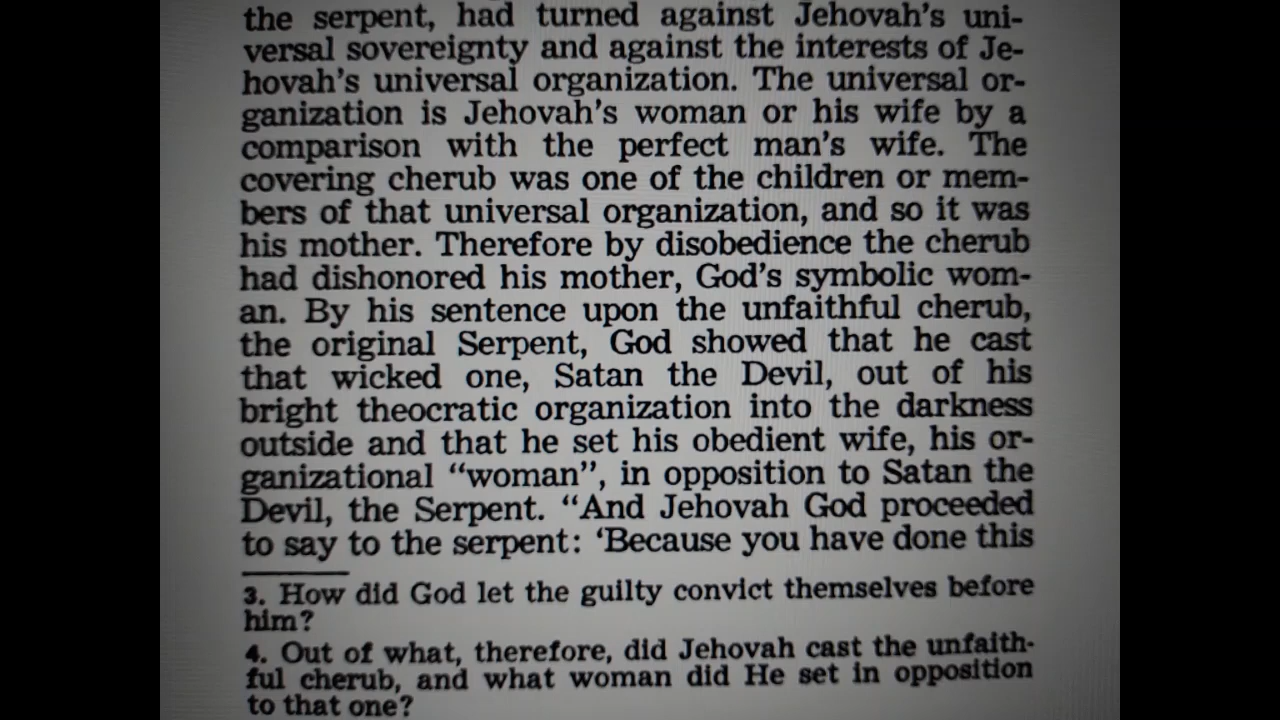 the serpent, had turned against Jehovah's uni-
versal sovereignty and against the interests of Je-
hovah's universal organization. The universal or-
ganization is Jehovah's woman or his wife by a
comparison with the perfect man's wife. The
covering cherub was one of the children or mem-
bers of that universal organization, and so it was
his mother. Therefore by disobedience the cherub
had dishonored his mother, God's symbolic wom-
an. By his sentence upon the unfaithful cherub,
the original Serpent, God showed that he cast
that wicked one, Satan the Devil, out of his
bright theocratic organization into the darkness
outside and that he set his obedient wife, his or-
ganizational “woman”, in opposition to Satan the
Devil, the Serpent. “And Jehovah God proceeded
to say to the serpent: ‘Because you have done this
3. How did God let the guilty convict themselves before
him?
4. Out of what, therefore, did Jehovah cast the unfaith-
ful cherub, and what woman did He set in opposition
to that one?